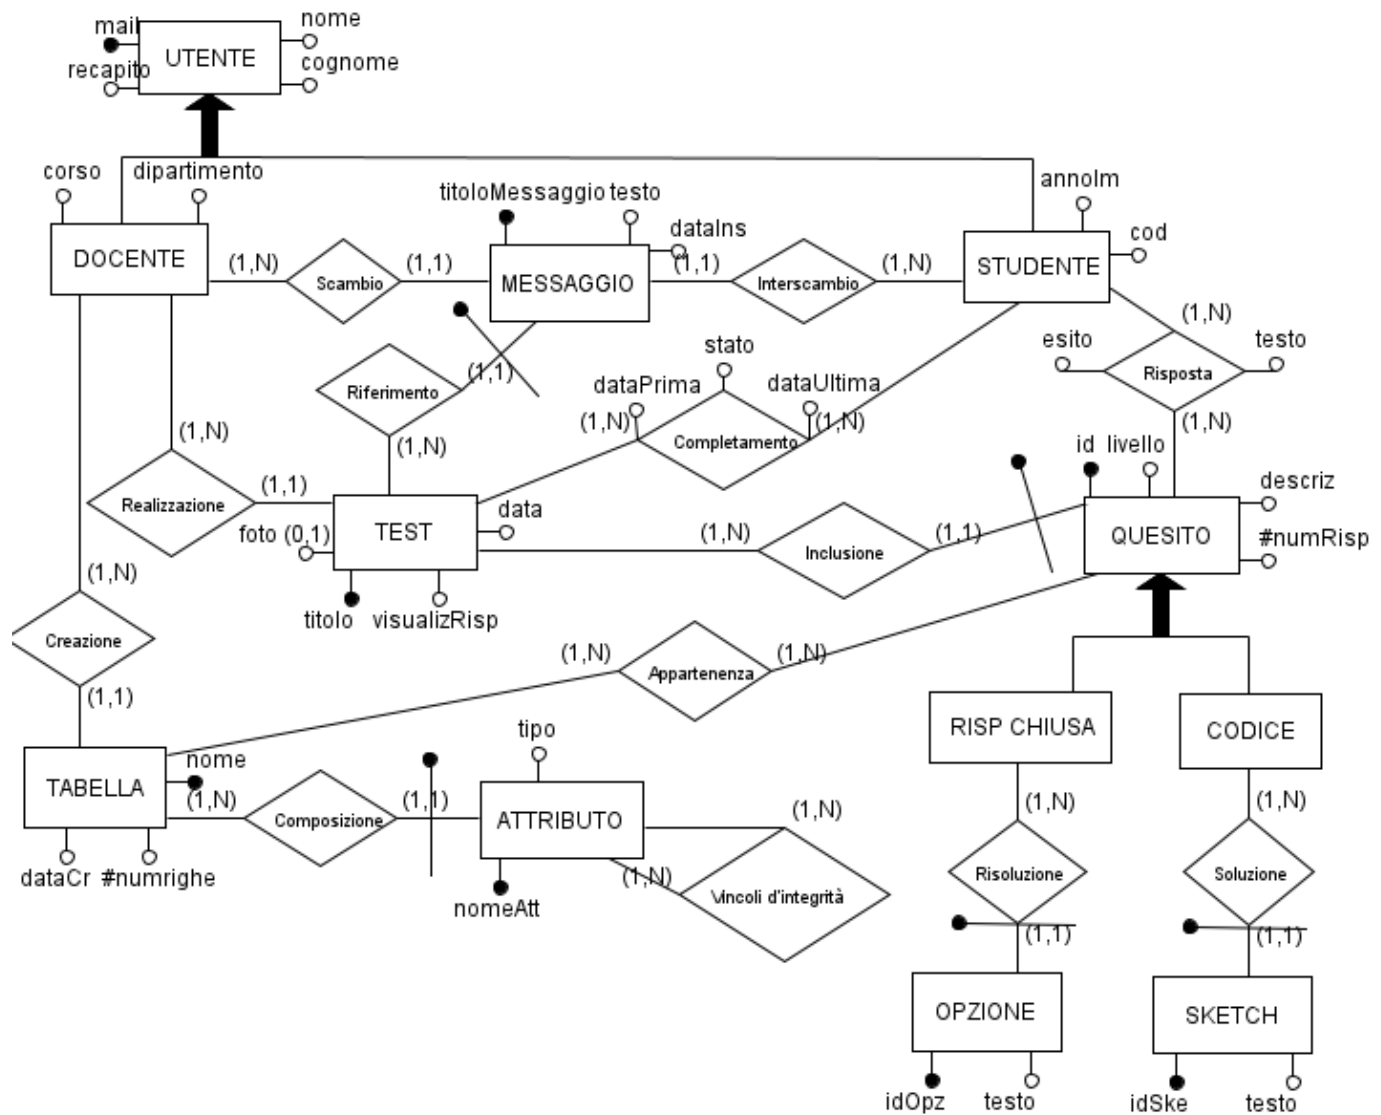 mail
nome
UTENTE
recapito
cognome
corso
dipartimento
titoloMessaggio
testo
annoIm
dataIns
cod
DOCENTE
(1,N)
Scambio
(1,1)
MESSAGGIO
(1,1)
Interscambio
(1,N)
STUDENTE
(1,N)
stato
esito
testo
Riferimento
(1,1)
dataPrima
dataUltima
Risposta
(1,N)
(1,N)
(1,N)
(1,N)
Completamento
(1,N)
(1,N)
id
livello
descriz
Realizzazione
(1,1)
foto (0,1)
TEST
data
(1,N)
Inclusione
(1,1)
QUESITO
#numRisp
(1,N)
titolo
visualizRisp
Creazione
(1,N)
Appartenenza
(1,N)
(1,1)
RISP CHIUSA
CODICE
tipo
nome
TABELLA
(1,N)
Composizione
(1,1)
ATTRIBUTO
(1,N)
(1,N)
(1,N)
dataCr
#numrighe
(1,N)
Vincoli d'integrità
Risoluzione
Soluzione
nomeAtt
(1,1)
(1,1)
OPZIONE
SKETCH
idOpz
testo
idSke
testo